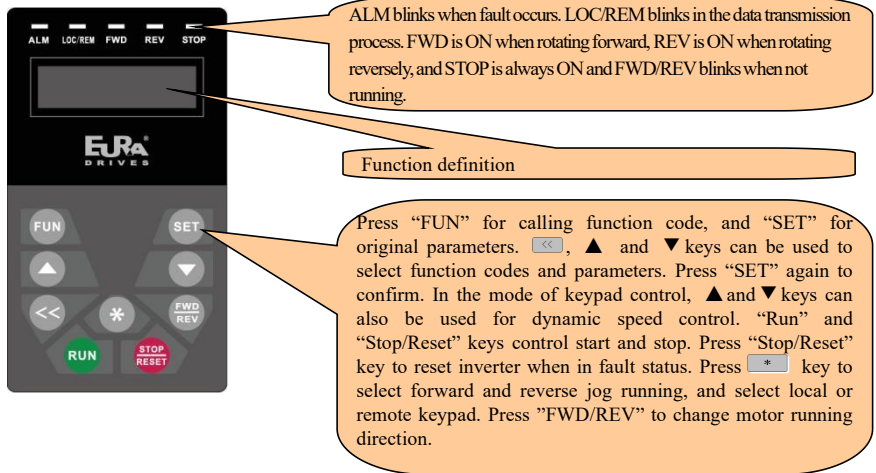 ALM LOC/REM FWD REV STOP
EURA
DRIVES
FUN SET
▲ ▼
<< * FWD
REV
RUN STOP
RESET
ALM blinks when fault occurs. LOC/REM blinks in the data transmission
process. FWD is ON when rotating forward, REV is ON when rotating
reversely, and STOP is always ON and FWD/REV blinks when not
running.
Function definition
Press “FUN” for calling function code, and “SET” for
original parameters. <<, ▲ and ▼ keys can be used to
select function codes and parameters. Press “SET” again to
confirm. In the mode of keypad control, ▲ and ▼ keys can
also be used for dynamic speed control. “Run” and
“Stop/Reset” keys control start and stop. Press “Stop/Reset”
key to reset inverter when in fault status. Press * key to
select forward and reverse jog running, and select local or
remote keypad. Press ”FWD/REV” to change motor running
direction.